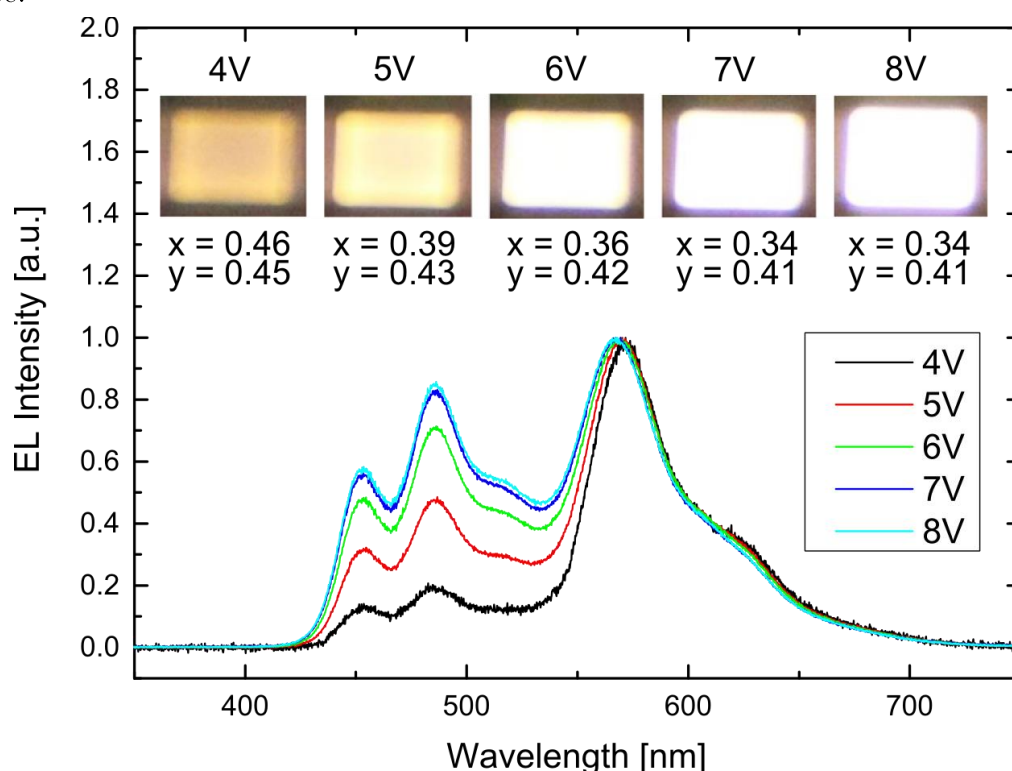 2.0
4V 5V 6V 7V 8V
1.8
1.6
1.4
x = 0.46 x = 0.39 x = 0.36 x = 0.34 x = 0.34
y = 0.45 y = 0.43 y = 0.42 y = 0.41 y = 0.41
1.2
1.0
0.8
0.6
0.4
0.2
0.0
EL Intensity [a.u.]
4V
5V
6V
7V
8V
400 500 600 700
Wavelength [nm]